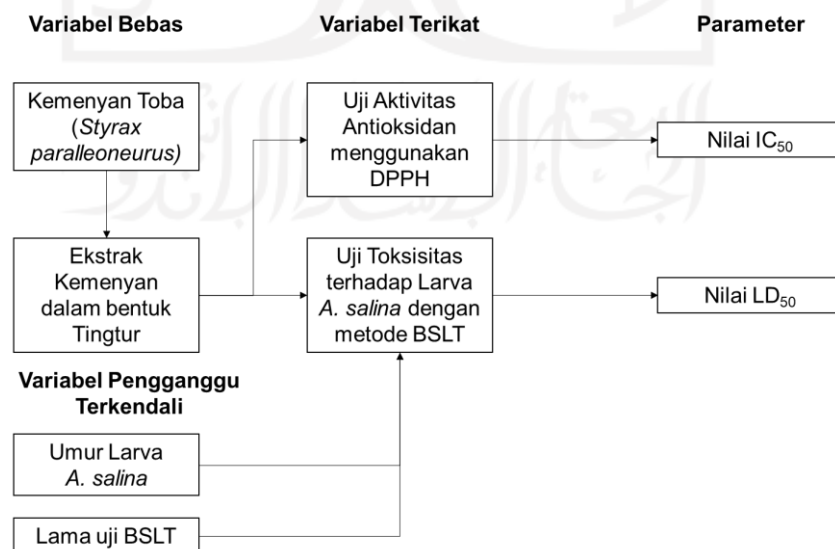 Variabel Bebas
Variabel Terikat
Parameter
Kemenyan Toba
(Styrax
paralleoneurus)
Uji Aktivitas
Antioksidan
menggunakan
DPPH
Nilai IC₅₀
Ekstrak
Kemenyan
dalam bentuk
Tingtur
Uji Toksisitas
terhadap Larva
A. salina dengan
metode BSLT
Nilai LD₅₀
Variabel Pengganggu
Terkendali
Umur Larva
A. salina
Lama uji BSLT